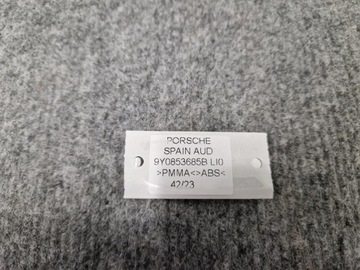 PORSCHE
SPAIN AUD
9Y0853685B LI0
>PMMA<>ABS<
42/23